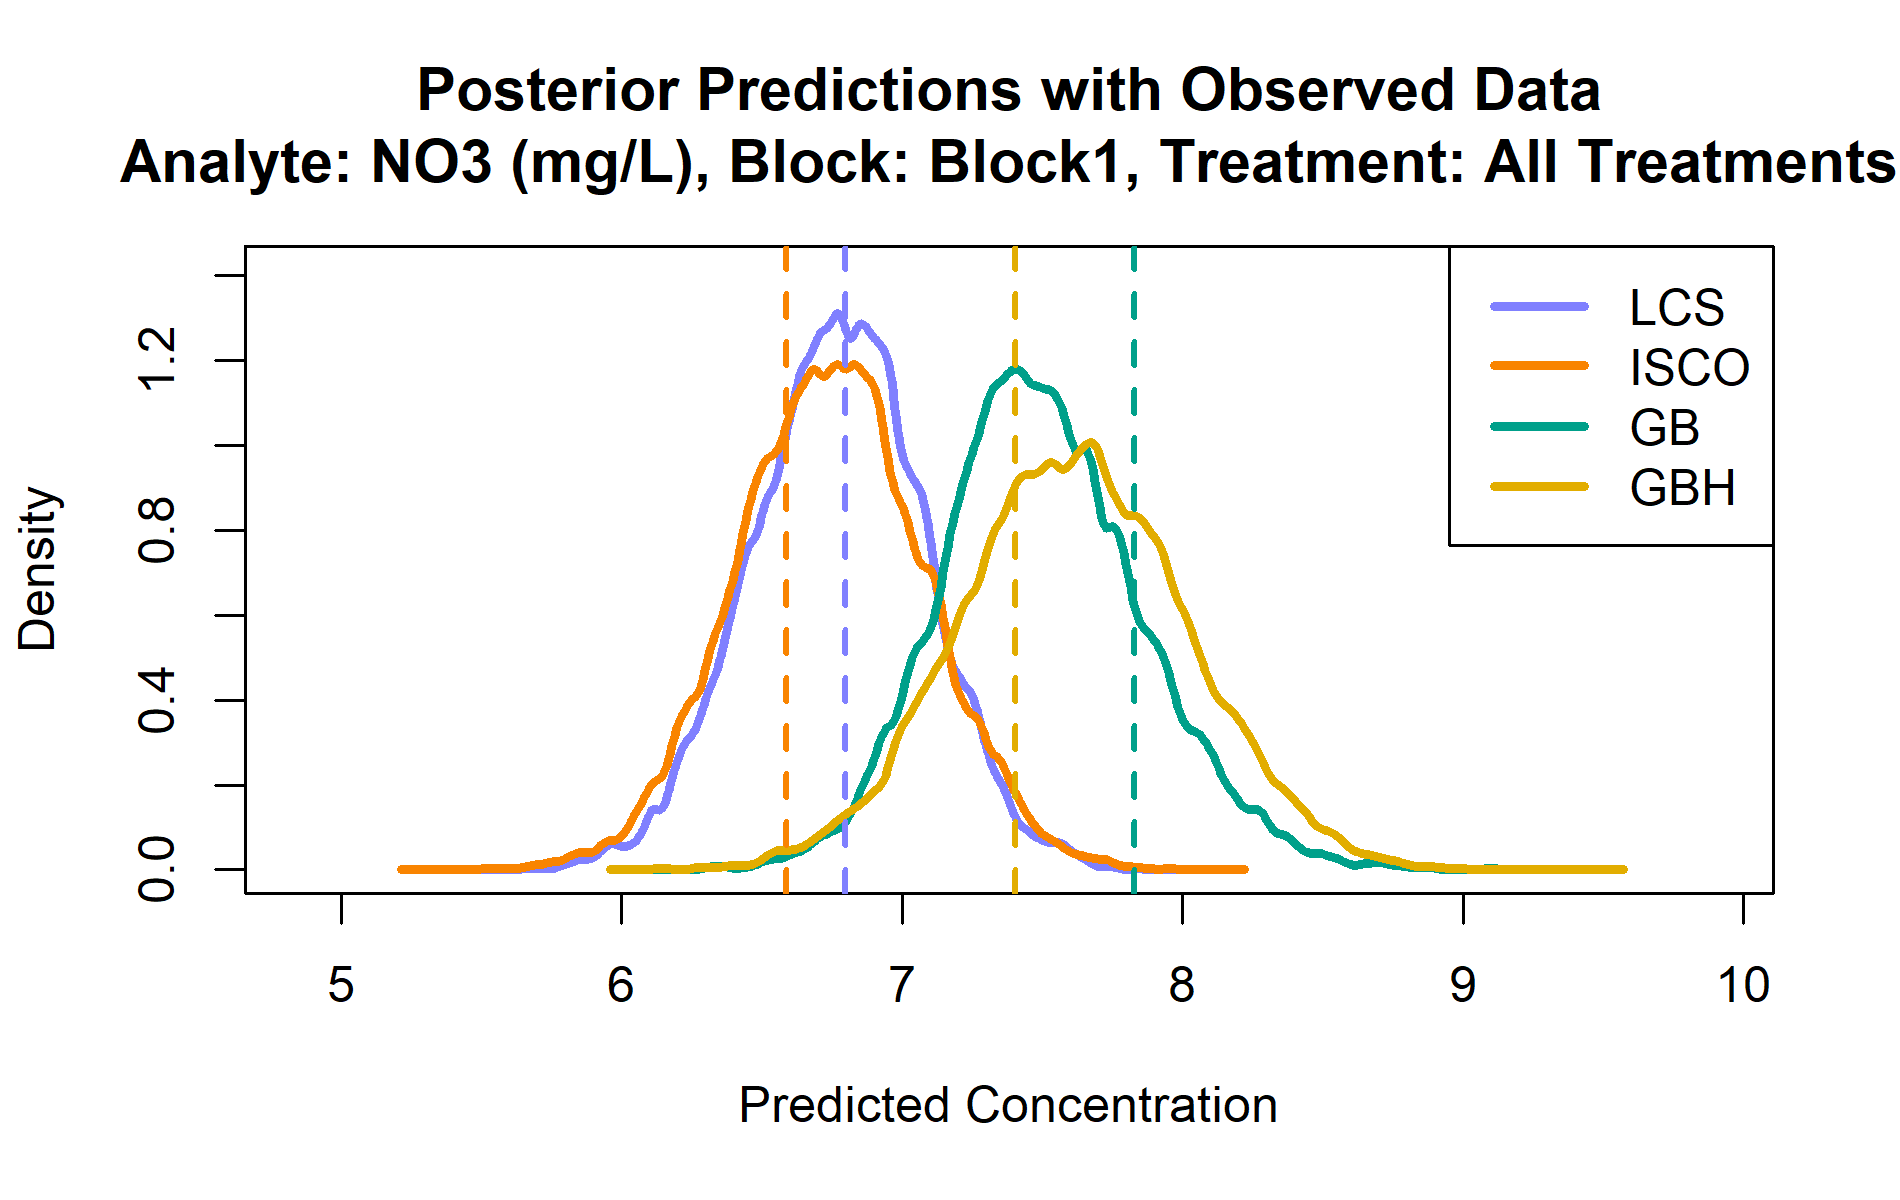 Posterior Predictions with Observed Data
Analyte: NO3 (mg/L), Block: Block1, Treatment: All Treatments
LCS
ISCO
GB
GBH
Density
1.2
0.8
0.4
0.0
5 6 7 8 9 10
Predicted Concentration